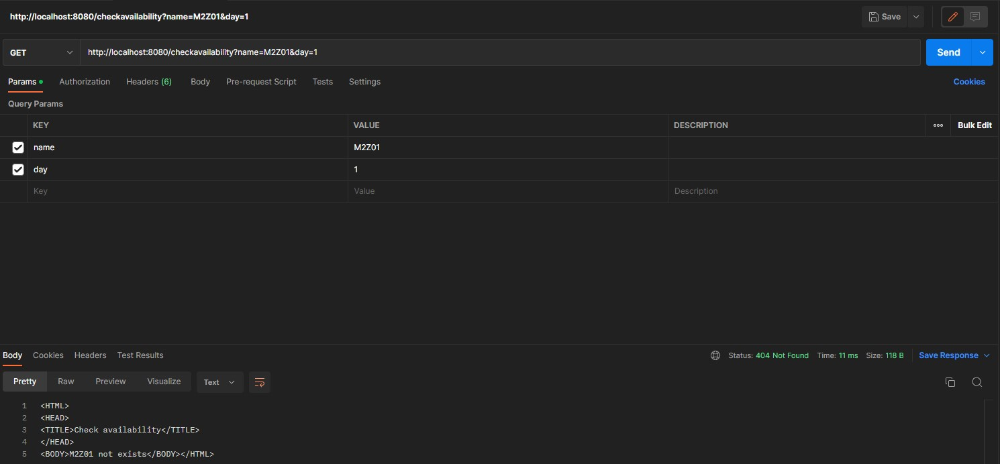 http://localhost:8080/checkavailability?name=M2Z01&day=1
Save
GET
http://localhost:8080/checkavailability?name=M2Z01&day=1
Send
Params Authorization Headers (6) Body Pre-request Script Tests Settings Cookies
Query Params
KEY VALUE DESCRIPTION ooo Bulk Edit
name M2Z01
day 1
Key Value Description
Body Cookies Headers Test Results Status: 404 Not Found Time: 11 ms Size: 118 B Save Response
Pretty Raw Preview Visualize Text
1 <HTML>
2 <HEAD>
3 <TITLE>Check availability</TITLE>
4 </HEAD>
5 <BODY>M2Z01 not exists</BODY></HTML>